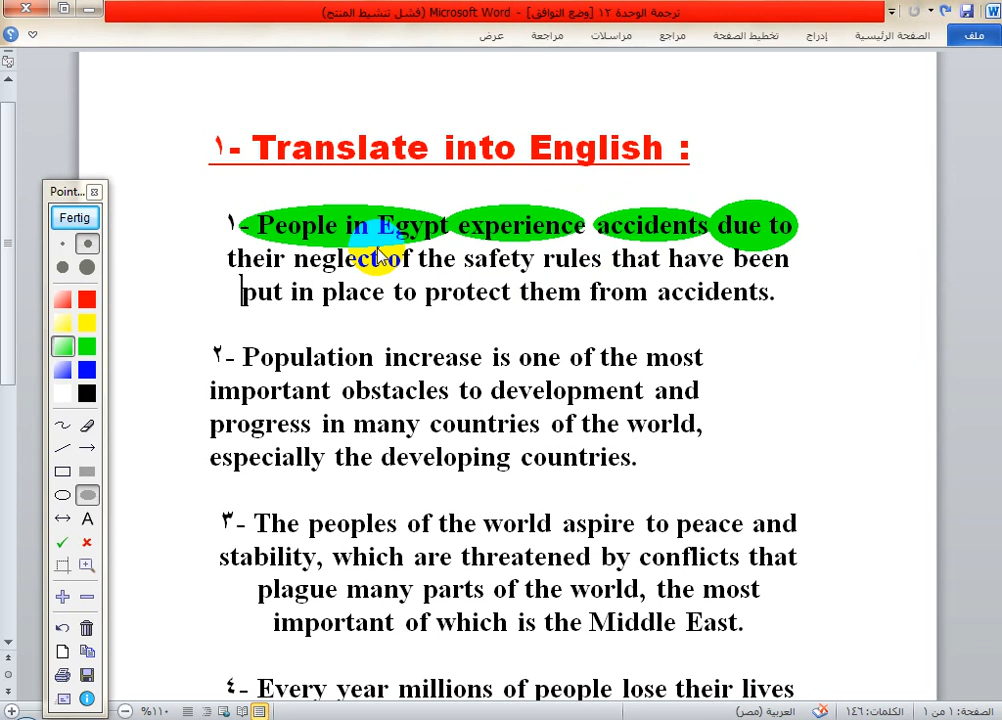 ترجمة الوحدة ١٢ [وضع التوافق] - Microsoft Word (فشل تنشيط المنتج)
ملف الصفحة الرئيسية إدراج تخطيط الصفحة مراجع مراسلات مراجعة عرض
١- Translate into English :
١- People in Egypt experience accidents due to
their neglect of the safety rules that have been
put in place to protect them from accidents.
٢- Population increase is one of the most
important obstacles to development and
progress in many countries of the world,
especially the developing countries.
٣- The peoples of the world aspire to peace and
stability, which are threatened by conflicts that
plague many parts of the world, the most
important of which is the Middle East.
٤- Every year millions of people lose their lives
Point...
Fertig
A
الصفحة: ١ من ١ الكلمات: ١٤٦ العربية (مصر) ١١٠%